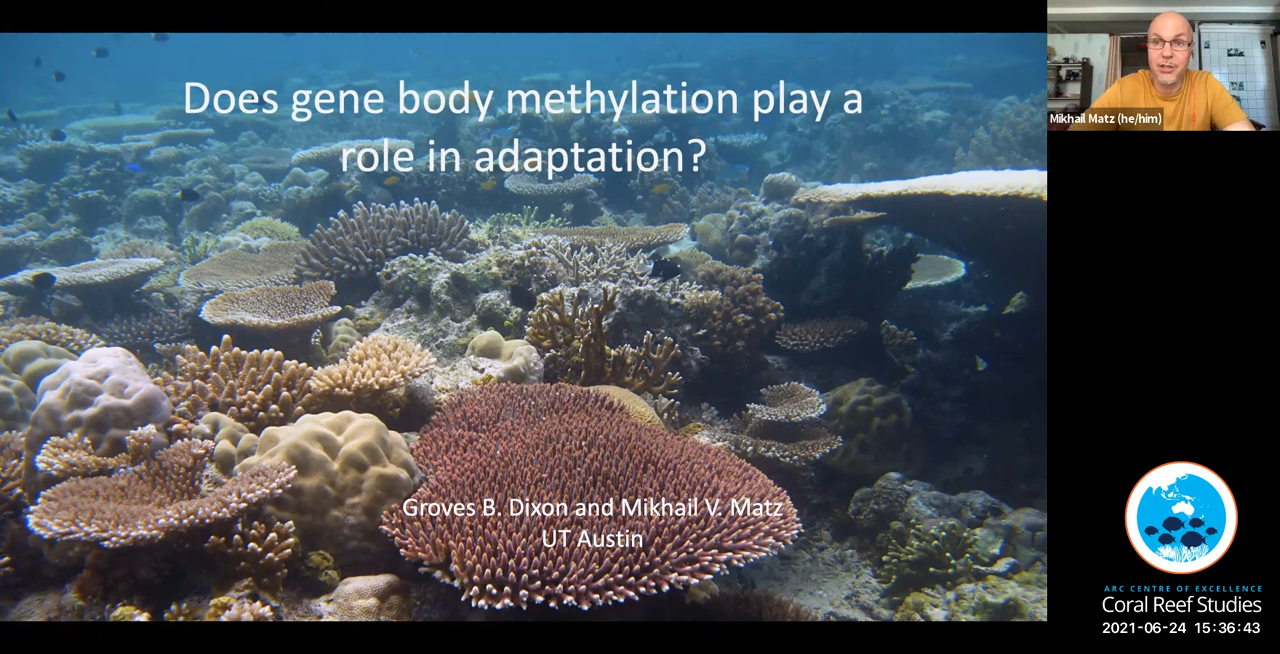 Does gene body methylation play a
role in adaptation?
Mikhail Matz (he/him)
Groves B. Dixon and Mikhail V. Matz
UT Austin
ARC CENTRE OF EXCELLENCE
Coral Reef Studies
2021-06-24 15:36:43